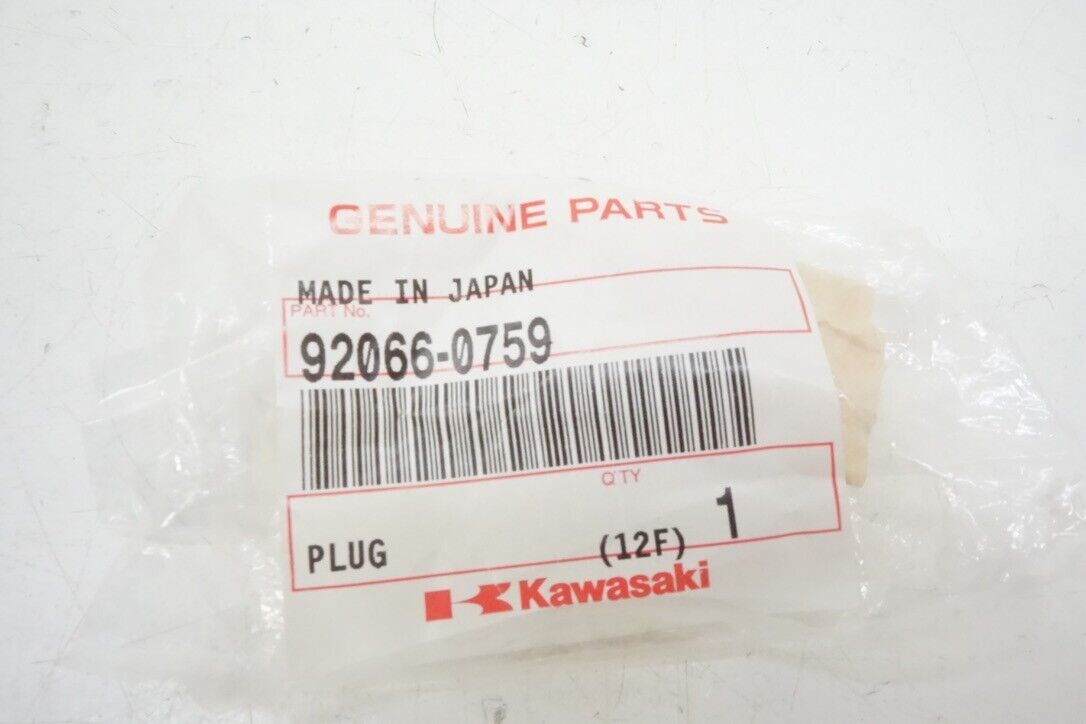 GENUINE PARTS
MADE IN JAPAN
PART No.
92066-0759
Q'TY
PLUG (12F) 1
Kawasaki